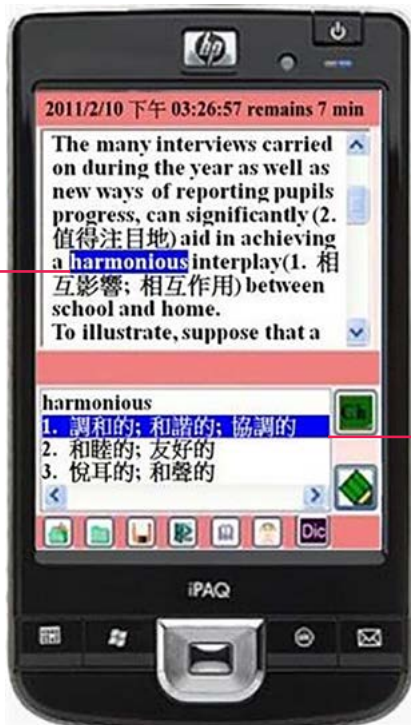 hp
2011/2/10 下午 03:26:57 remains 7 min
The many interviews carried
on during the year as well as
new ways of reporting pupils
progress, can significantly (2.
值得注目地) aid in achieving
a harmonious interplay(1. 相
互影響; 相互作用) between
school and home.
To illustrate, suppose that a
harmonious
1. 調和的; 和諧的; 協調的
2. 和睦的; 友好的
3. 悅耳的; 和聲的
Ch
Dic
iPAQ
ok